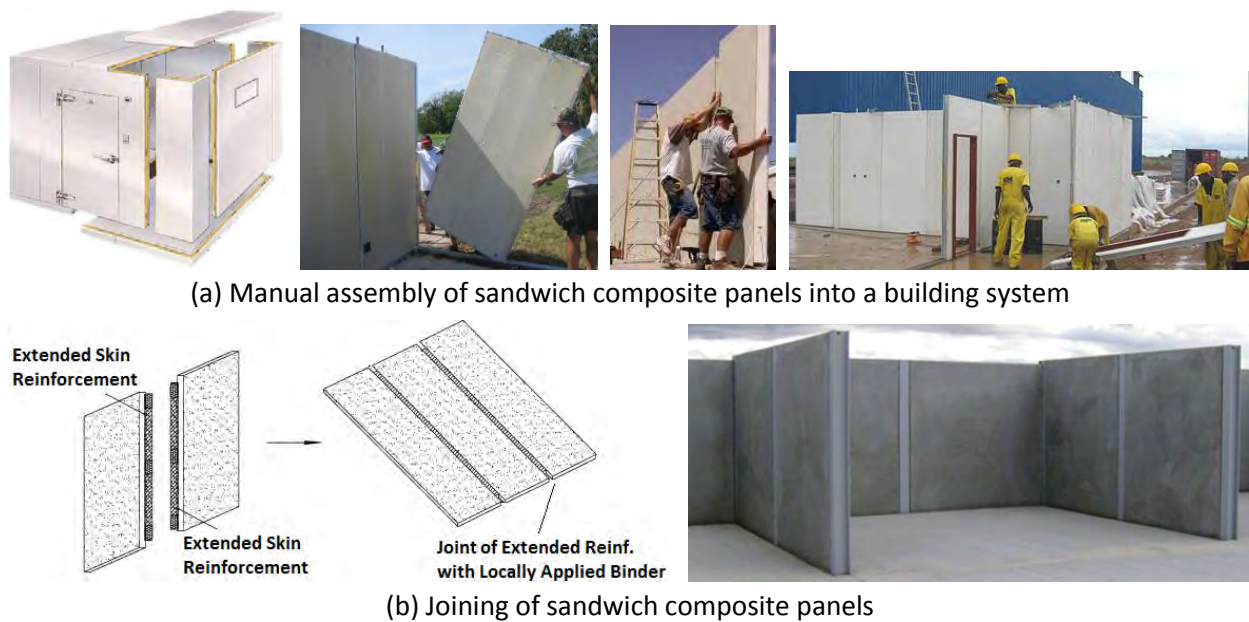 (a) Manual assembly of sandwich composite panels into a building system
Extended Skin
Reinforcement
Extended Skin
Reinforcement
Joint of Extended Reinf.
with Locally Applied Binder
(b) Joining of sandwich composite panels